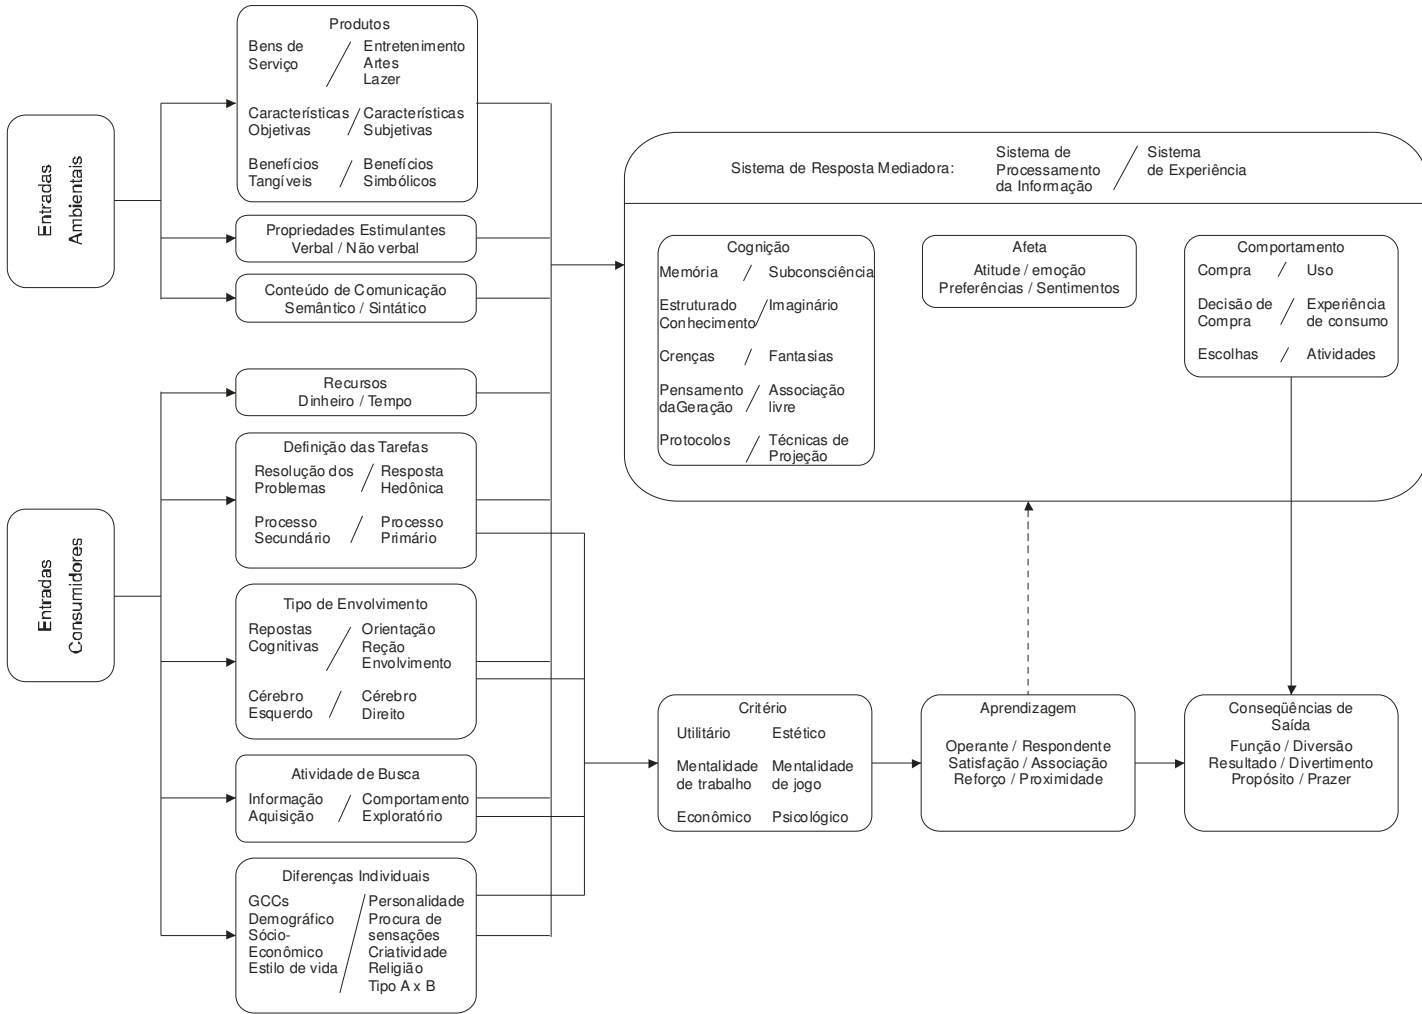 Entradas
Ambientais
Produtos
Bens de / Entretenimento
Serviço Artes
Lazer
Características / Características
Objetivas Subjetivas
Benefícios / Benefícios
Tangíveis Simbólicos
Propriedades Estimulantes
Verbal / Não verbal
Conteúdo de Comunicação
Semântico / Sintático
Entradas
Consumidores
Recursos
Dinheiro / Tempo
Definição das Tarefas
Resolução dos / Resposta
Problemas Hedônica
Processo / Processo
Secundário Primário
Tipo de Envolvimento
Repostas / Orientação
Cognitivas Reção
Envolvimento
Cérebro / Cérebro
Esquerdo Direito
Atividade de Busca
Informação / Comportamento
Aquisição Exploratório
Diferenças Individuais
GCCs / Personalidade
Demográfico Procura de
Sócio- sensações
Econômico Criatividade
Estilo de vida Religião
Tipo A x B
Sistema de Resposta Mediadora:
Sistema de / Sistema
Processamento de Experiência
da Informação
Cognição
Memória / Subconsciência
Estruturado / Imaginário
Conhecimento
Crenças / Fantasias
Pensamento / Associação
daGeração livre
Protocolos / Técnicas de
Projeção
Afeta
Atitude / emoção
Preferências / Sentimentos
Comportamento
Compra / Uso
Decisão de / Experiência
Compra de consumo
Escolhas / Atividades
Critério
Utilitário Estético
Mentalidade Mentalidade
de trabalho de jogo
Econômico Psicológico
Aprendizagem
Operante / Respondente
Satisfação / Associação
Reforço / Proximidade
Conseqüências de
Saída
Função / Diversão
Resultado / Divertimento
Propósito / Prazer